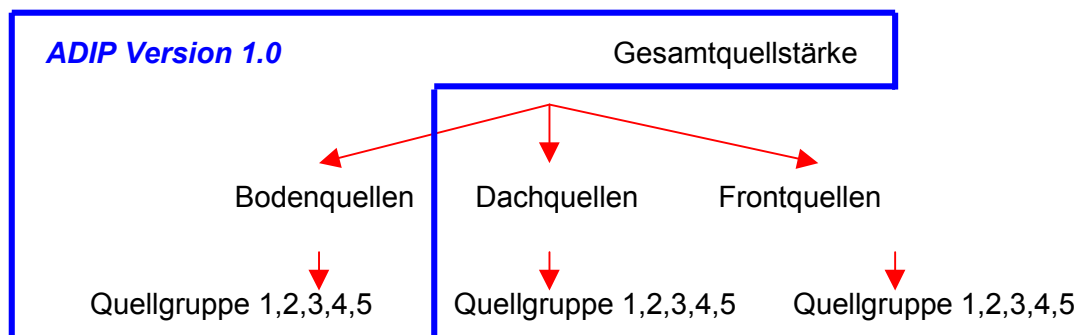 ADIP Version 1.0 Gesamtquellstärke
Bodenquellen Dachquellen Frontquellen
Quellgruppe 1,2,3,4,5 Quellgruppe 1,2,3,4,5 Quellgruppe 1,2,3,4,5